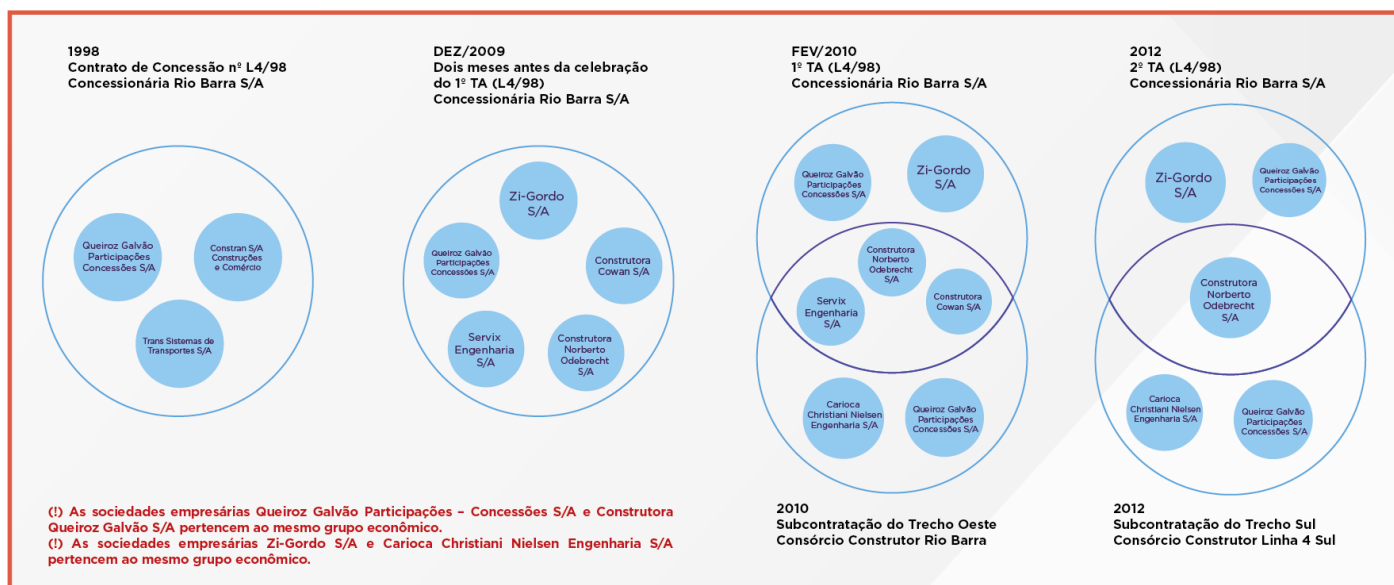 1998
Contrato de Concessão nº L4/98
Concessionária Rio Barra S/A
Queiroz Galvão
Participações
Concessões S/A
Constran S/A
Construções
e Comércio
Trans Sistemas de
Transportes S/A
DEZ/2009
Dois meses antes da celebração
do 1º TA (L4/98)
Concessionária Rio Barra S/A
Zi-Gordo
S/A
Queiroz Galvão
Participações
Concessões S/A
Construtora
Cowan S/A
Servix
Engenharia
S/A
Construtora
Norberto
Odebrecht
S/A
FEV/2010
1º TA (L4/98)
Concessionária Rio Barra S/A
Queiroz Galvão
Participações
Concessões S/A
Zi-Gordo
S/A
Construtora
Norberto
Odebrecht
S/A
Servix
Engenharia
S/A
Construtora
Cowan S/A
Carioca
Christiani Nielsen
Engenharia S/A
Queiroz Galvão
Participações
Concessões S/A
2010
Subcontratação do Trecho Oeste
Consórcio Construtor Rio Barra
2012
2º TA (L4/98)
Concessionária Rio Barra S/A
Zi-Gordo
S/A
Queiroz Galvão
Participações
Concessões S/A
Construtora
Norberto
Odebrecht
S/A
Carioca
Christiani Nielsen
Engenharia S/A
Queiroz Galvão
Participações
Concessões S/A
2012
Subcontratação do Trecho Sul
Consórcio Construtor Linha 4 Sul
(!) As sociedades empresárias Queiroz Galvão Participações – Concessões S/A e Construtora
Queiroz Galvão S/A pertencem ao mesmo grupo econômico.
(!) As sociedades empresárias Zi-Gordo S/A e Carioca Christiani Nielsen Engenharia S/A
pertencem ao mesmo grupo econômico.